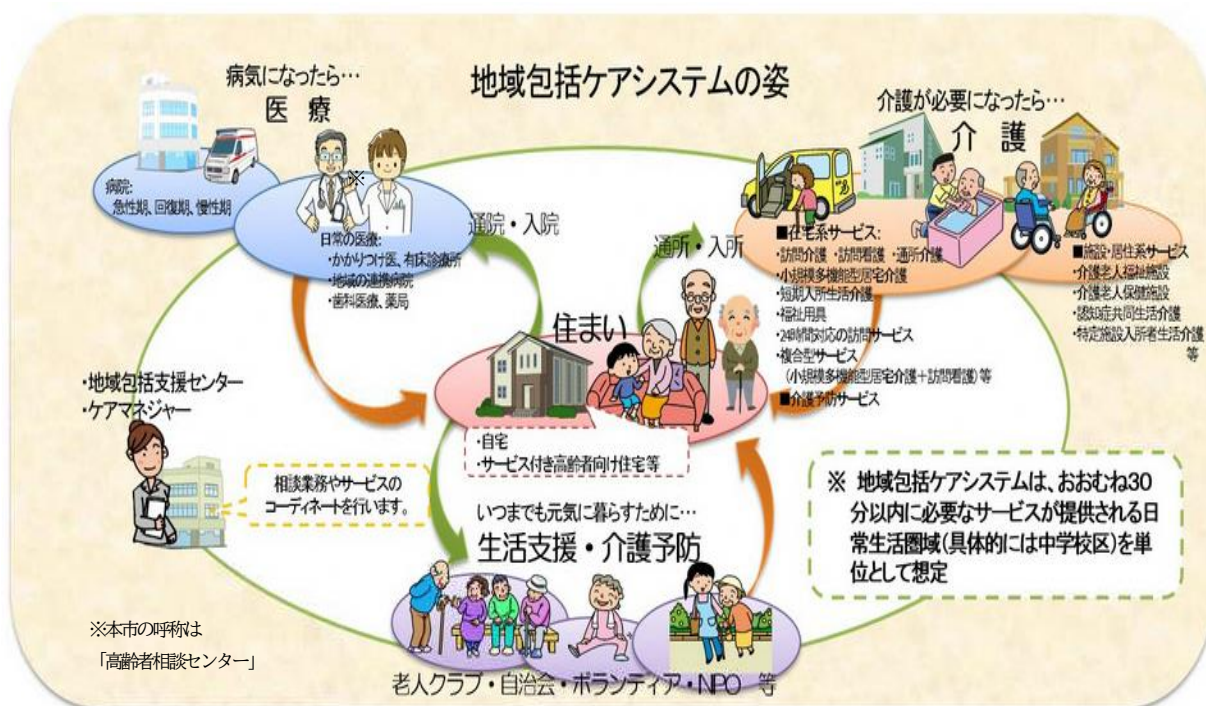 地域包括ケアシステムの姿
病気になったら…
医 療
病院:
急性期、回復期、慢性期
※
日常の医療:
・かかりつけ医、有床診療所
・地域の連携病院
・歯科医療、薬局
通院・入院
通所・入所
介護が必要になったら…
介 護
■在宅系サービス:
・訪問介護 ・訪問看護 ・通所介護
・小規模多機能型居宅介護
・短期入所生活介護
・福祉用具
・24時間対応の訪問サービス
・複合型サービス
(小規模多機能型居宅介護+訪問看護)等
■介護予防サービス
■施設・居住系サービス
・介護老人福祉施設
・介護老人保健施設
・認知症共同生活介護
・特定施設入所者生活介護
等
住まい
・自宅
・サービス付き高齢者向け住宅等
・地域包括支援センター
・ケアマネジャー
相談業務やサービスの
コーディネートを行います。
いつまでも元気に暮らすために…
生活支援・介護予防
老人クラブ・自治会・ボランティア・NPO 等
※ 地域包括ケアシステムは、おおむね30
分以内に必要なサービスが提供される日
常生活圏域(具体的には中学校区)を単
位として想定
※本市の呼称は
「高齢者相談センター」